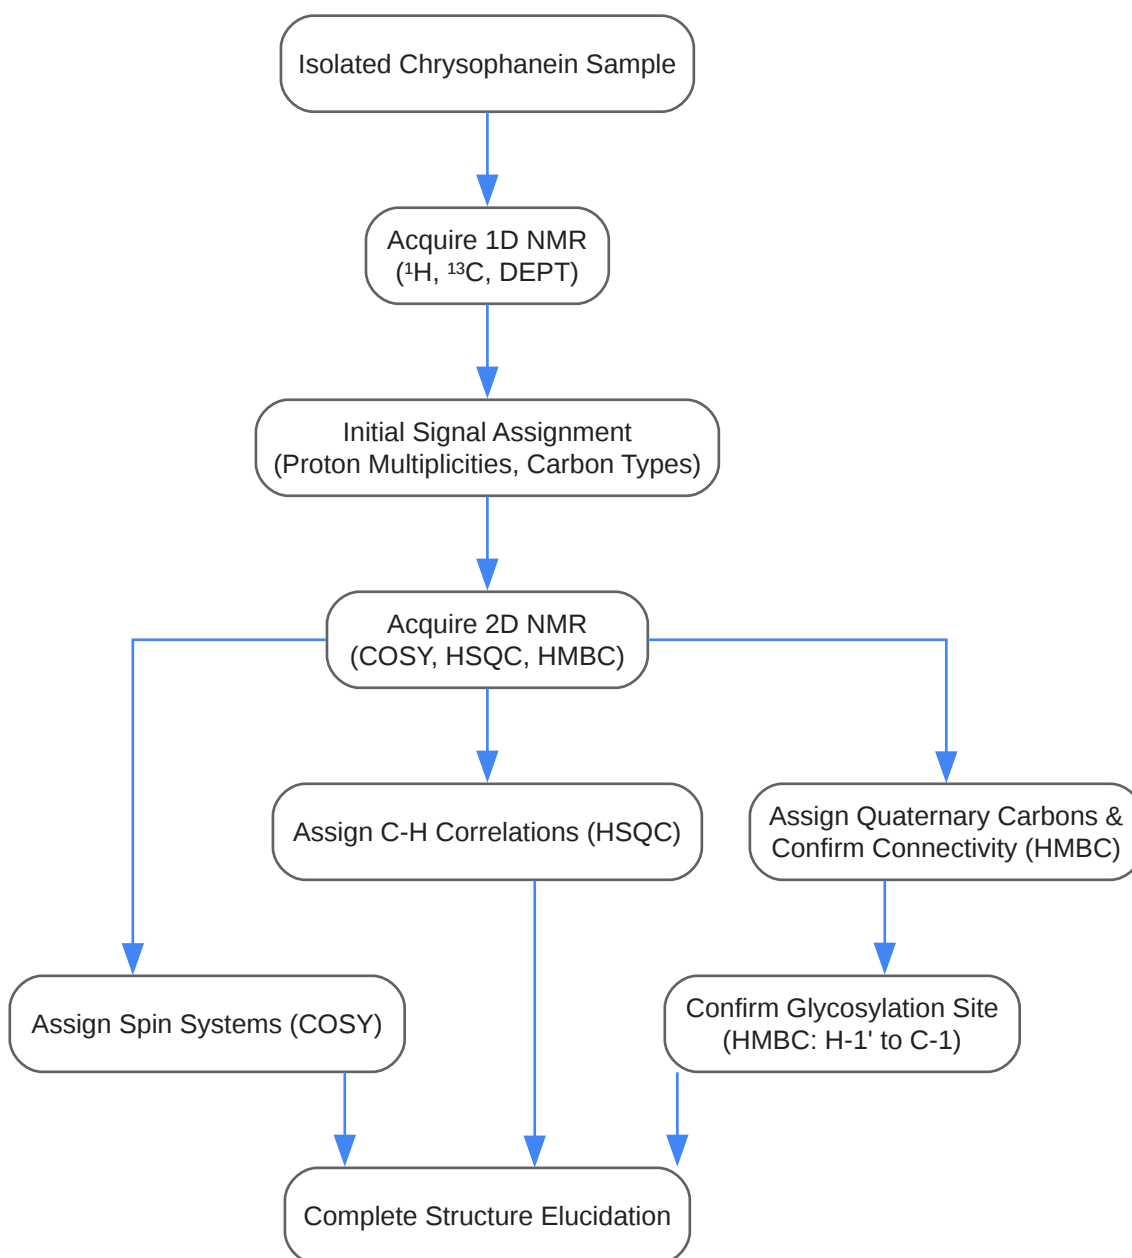 Isolated Chrysophanein Sample
Acquire 1D NMR
(¹H, ¹³C, DEPT)
Initial Signal Assignment
(Proton Multiplicities, Carbon Types)
Acquire 2D NMR
(COSY, HSQC, HMBC)
Assign C-H Correlations (HSQC)
Assign Quaternary Carbons &
Confirm Connectivity (HMBC)
Assign Spin Systems (COSY)
Confirm Glycosylation Site
(HMBC: H-1' to C-1)
Complete Structure Elucidation